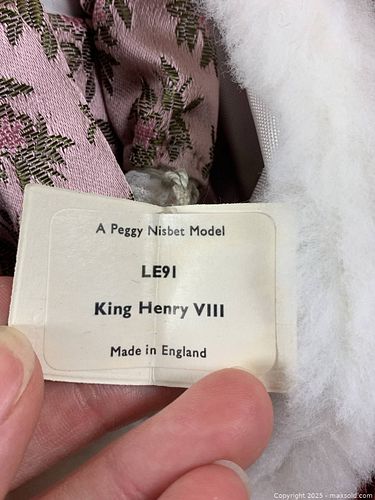 A Peggy Nisbet Model
LE91
King Henry VIII
Made in England
Copyright 2025 - maxsold.com